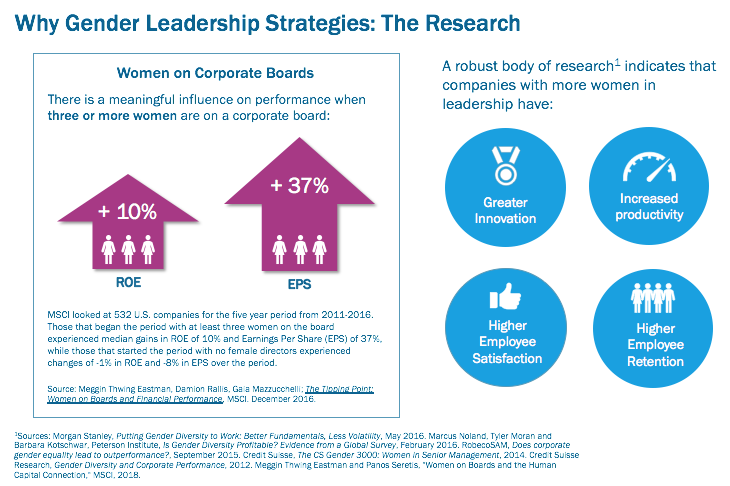 Why Gender Leadership Strategies: The Research
Women on Corporate Boards
There is a meaningful influence on performance when
three or more women are on a corporate board:
+ 10%
ROE
+ 37%
EPS
MSCI looked at 532 U.S. companies for the five year period from 2011-2016.
Those that began the period with at least three women on the board
experienced median gains in ROE of 10% and Earnings Per Share (EPS) of 37%,
while those that started the period with no female directors experienced
changes of -1% in ROE and -8% in EPS over the period.
Source: Meggin Thwing Eastman, Damion Rallis, Gaia Mazzucchelli: The Tipping Point:
Women on Boards and Financial Performance, MSCI. December 2016.
A robust body of research¹ indicates that
companies with more women in
leadership have:
Greater
Innovation
Increased
productivity
Higher
Employee
Satisfaction
Higher
Employee
Retention
¹Sources: Morgan Stanley, Putting Gender Diversity to Work: Better Fundamentals, Less Volatility, May 2016. Marcus Noland, Tyler Moran and
Barbara Kotschwar, Peterson Institute, Is Gender Diversity Profitable? Evidence from a Global Survey, February 2016. RobecoSAM, Does corporate
gender equality lead to outperformance?, September 2015. Credit Suisse, The CS Gender 3000: Women in Senior Management, 2014. Credit Suisse
Research, Gender Diversity and Corporate Performance, 2012. Meggin Thwing Eastman and Panos Seretis, "Women on Boards and the Human
Capital Connection," MSCI. 2018.